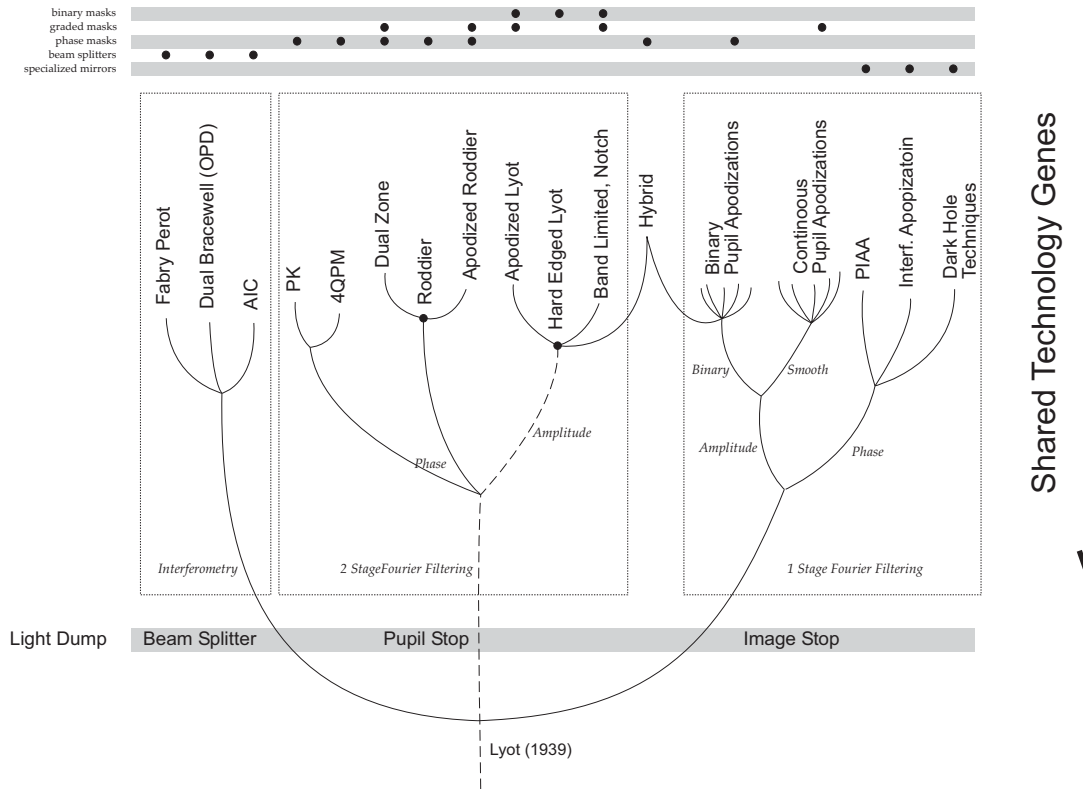 binary masks
graded masks
phase masks
beam splitters
specialized mirrors
Fabry Perot
Dual Bracewell (OPD)
AIC
PK
4QPM
Dual Zone
Roddier
Apodized Roddier
Apodized Lyot
Hard Edged Lyot
Band Limited, Notch
Hybrid
Binary
Pupil Apodizations
Continoous
Pupil Apodizations
PIAA
Interf. Apopizatoin
Dark Hole
Techniques
Shared Technology Genes
Binary
Smooth
Amplitude
Phase
Amplitude
Phase
Interferometry
2 StageFourier Filtering
1 Stage Fourier Filtering
Light Dump
Beam Splitter
Pupil Stop
Image Stop
Lyot (1939)